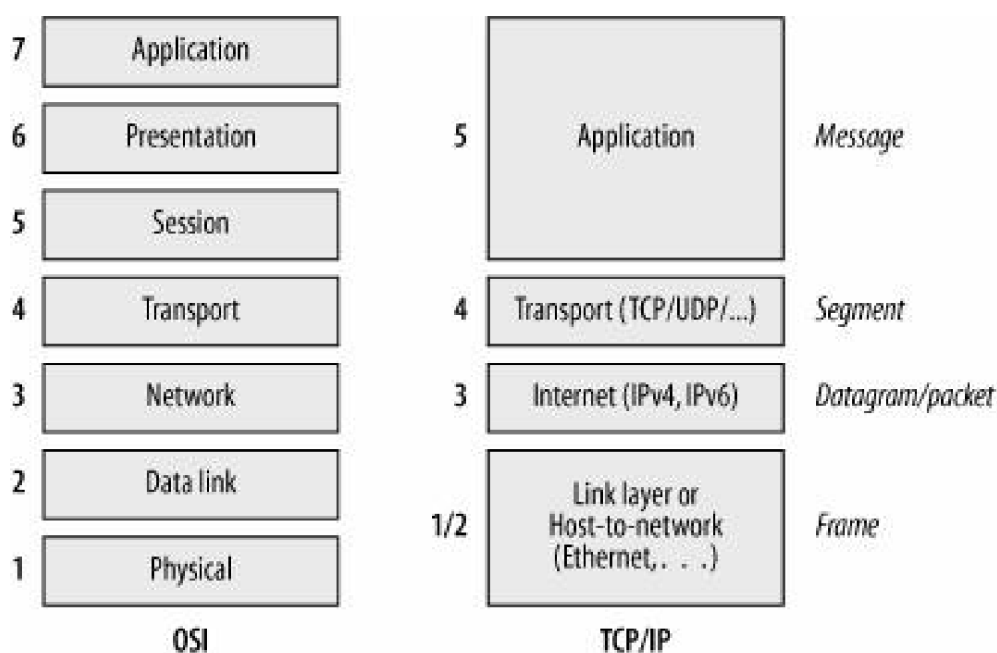 7 Application
6 Presentation
5 Session
4 Transport
3 Network
2 Data link
1 Physical
OSI
5 Application Message
4 Transport (TCP/UDP/...) Segment
3 Internet (IPv4, IPv6) Datagram/packet
Link layer or
1/2 Host-to-network Frame
(Ethernet, . . .)
TCP/IP